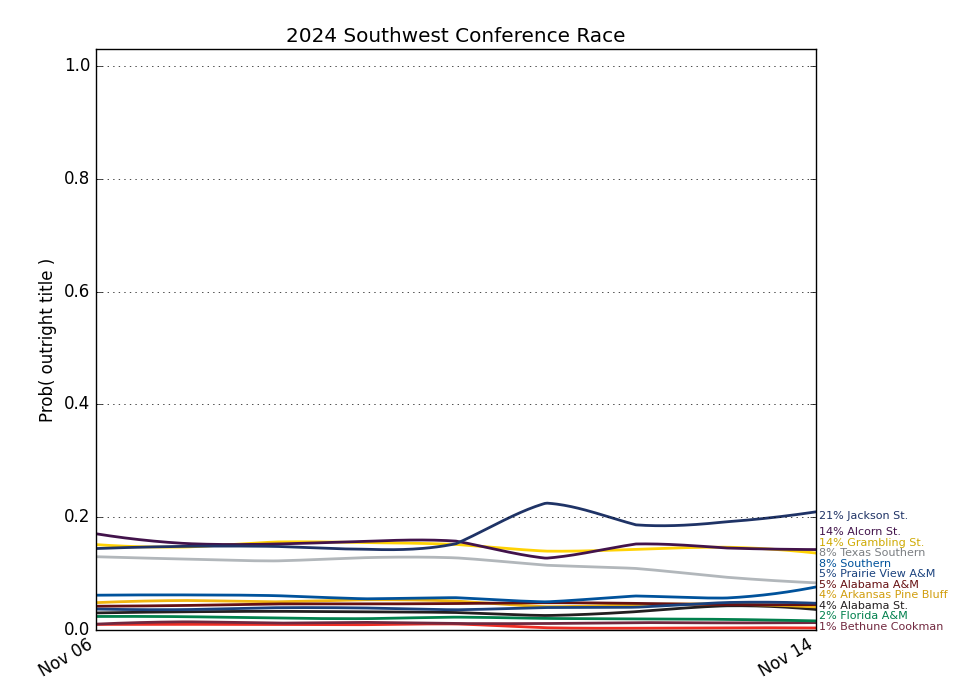 2024 Southwest Conference Race
Prob( outright title )
1.0
0.8
0.6
0.4
0.2
0.0
Nov 06
Nov 14
21% Jackson St.
14% Alcorn St.
14% Grambling St.
8% Texas Southern
8% Southern
5% Prairie View A&M
5% Alabama A&M
4% Arkansas Pine Bluff
4% Alabama St.
2% Florida A&M
1% Bethune Cookman